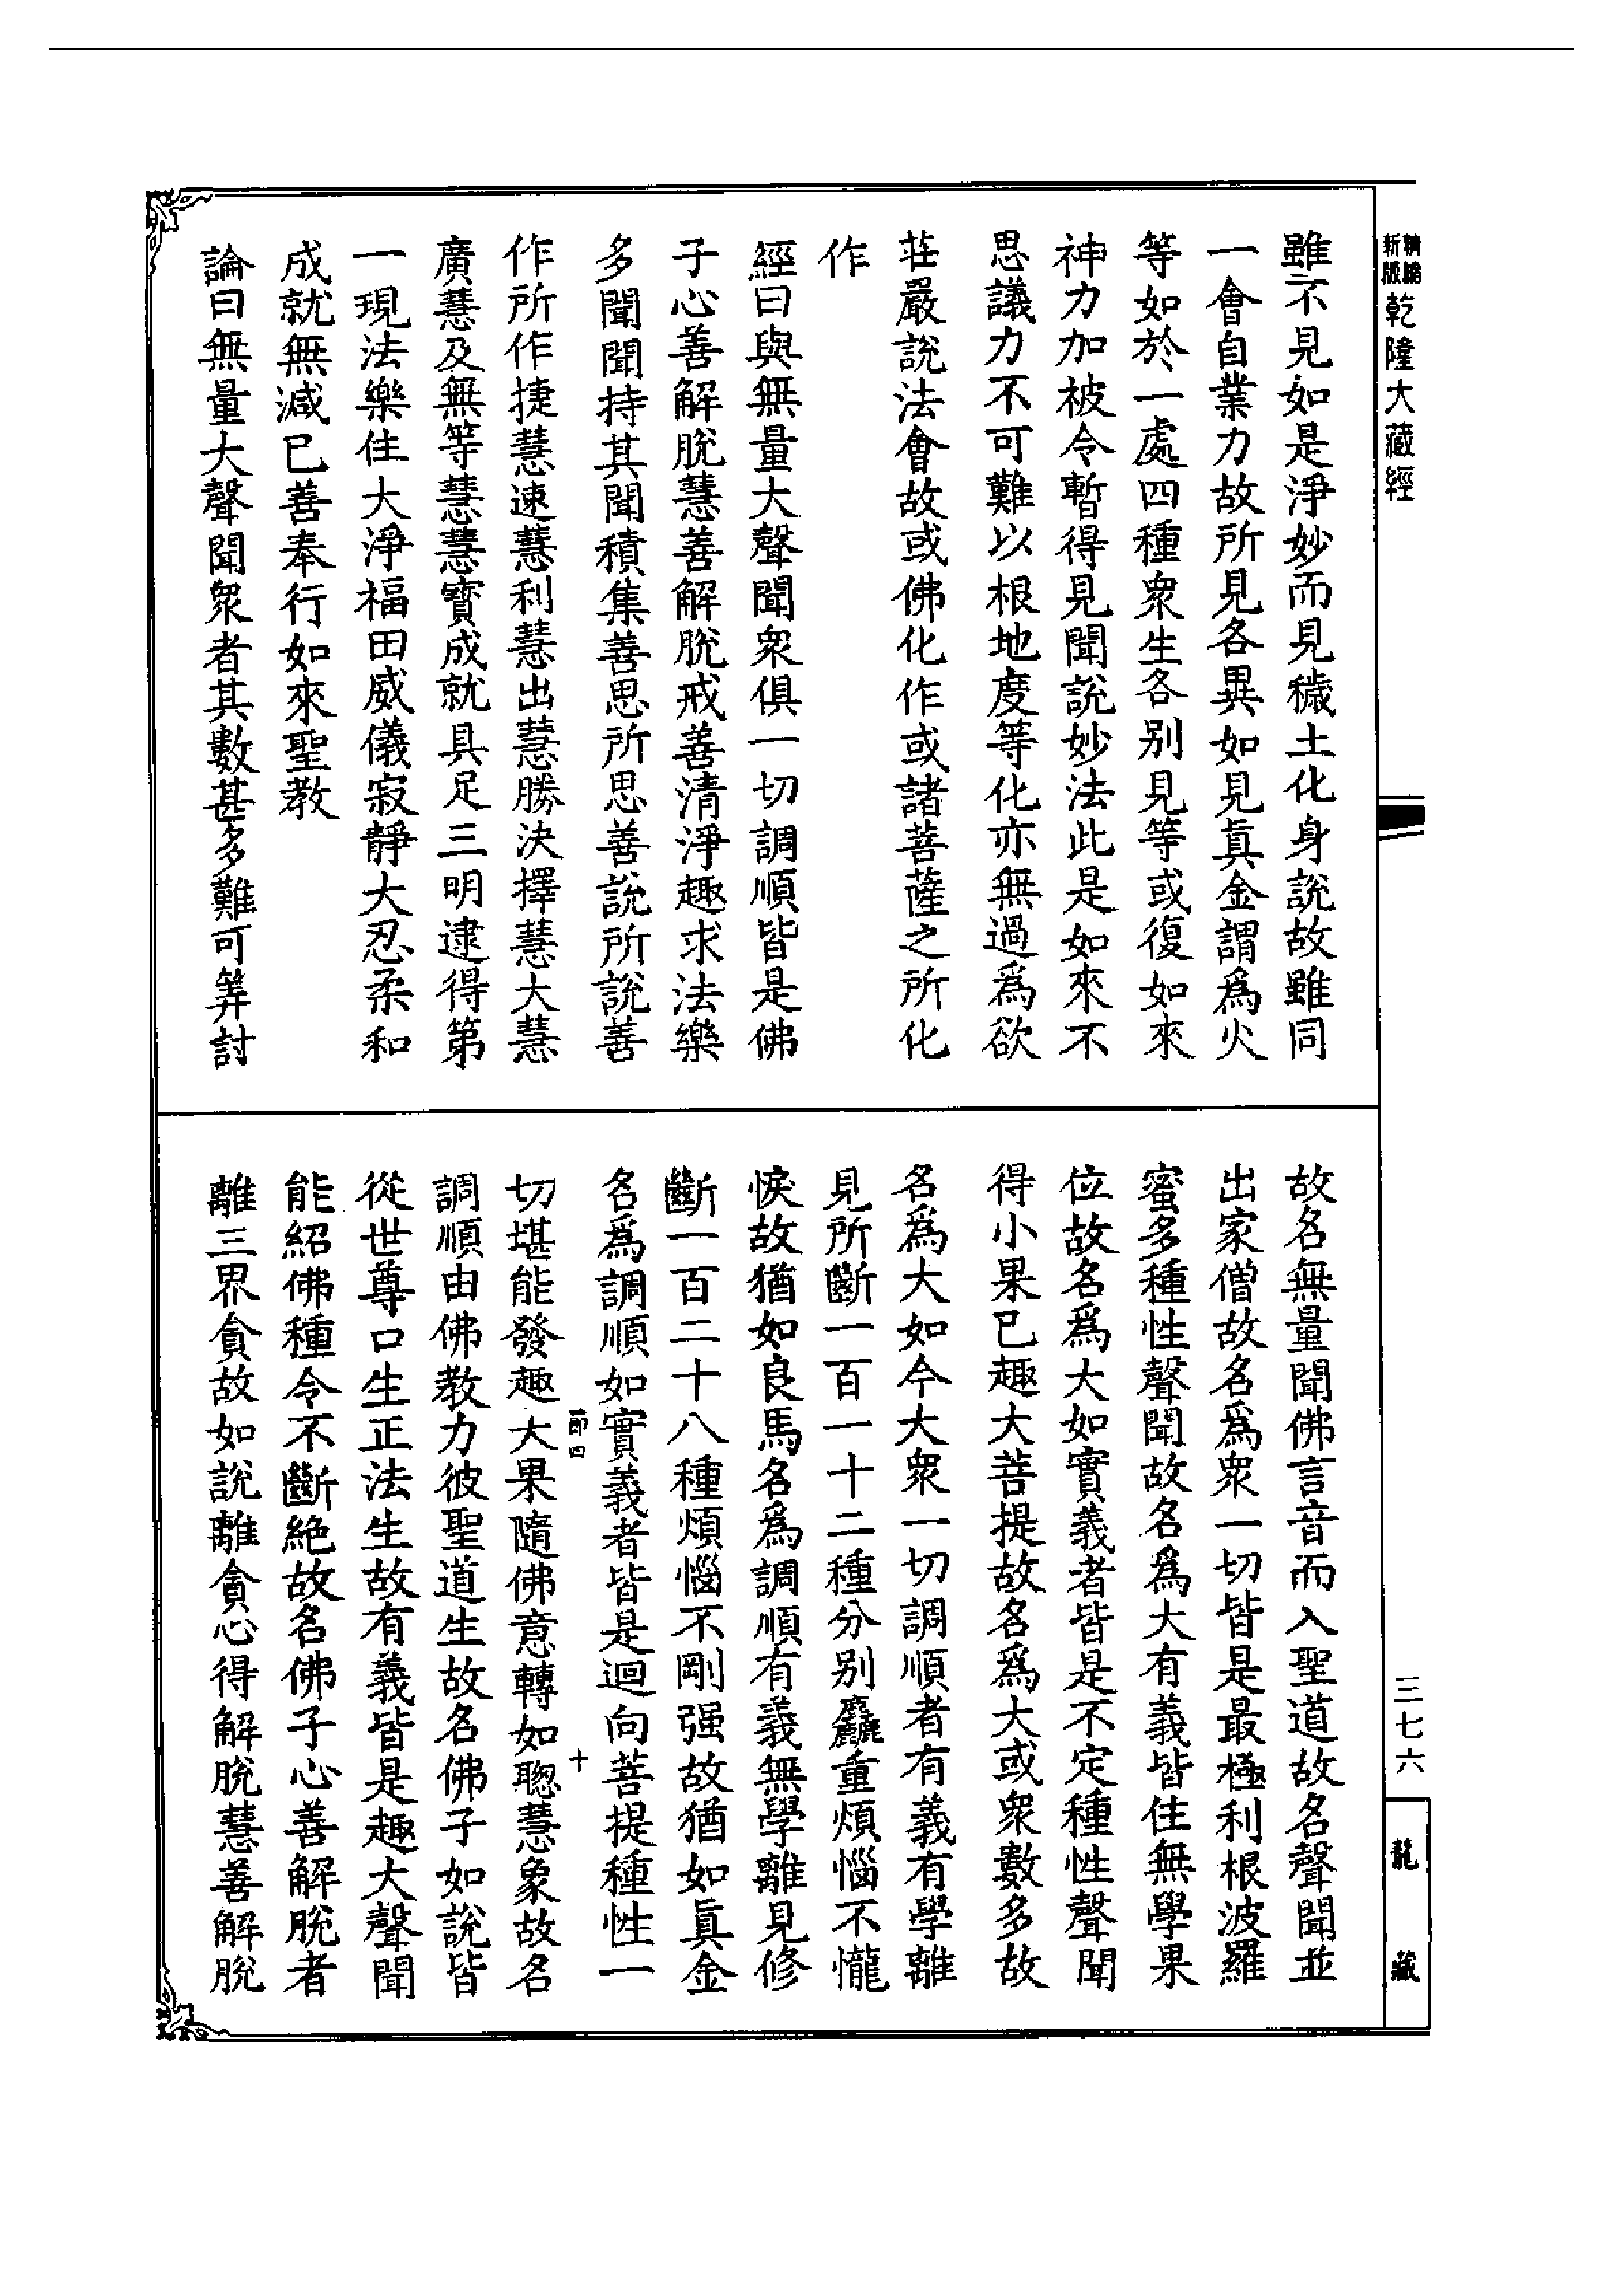 精縮新版乾隆大藏經
雖不見如是淨妙而見穢土化身說故雖同
一會自業力故所見各異如見眞金謂爲火
等如於一處四種衆生各別見等或復如來
神力加被令暫得見聞說妙法此是如來不
思議力不可難以根地度等化亦無過爲欲
莊嚴說法會故或佛化作或諸菩薩之所化
作
經曰與無量大聲聞衆俱一切調順皆是佛
子心善解脫慧善解脫戒善清淨趣求法樂
多聞聞持其聞積集善思所思善說所說善
作所作捷慧速慧利慧出慧勝決擇慧大慧
廣慧及無等慧慧寶成就具足三明逮得第
一現法樂住大淨福田威儀寂靜大忍柔和
成就無減已善奉行如來聖教
論曰無量大聲聞衆者其數甚多難可筭計
故名無量聞佛言音而入聖道故名聲聞並
出家僧故名爲衆一切皆是最極利根波羅
蜜多種性聲聞故名爲大有義皆住無學果
位故名爲大如實義者皆是不定種性聲聞
得小果已趣大菩提故名爲大或衆數多故
名爲大如今大衆一切調順者有義有學離
見所斷一百一十二種分別麤重煩惱不𢤱
悷故猶如良馬名爲調順有義無學離見修
斷一百二十八種煩惱不剛强故猶如眞金
名爲調順如實義者皆是迴向菩提種性一
切堪能發趣大果隨佛意轉如聰慧象故名
調順由佛教力彼聖道生故名佛子如說皆
從世尊口生正法生故有義皆是趣大聲聞
能紹佛種令不斷絶故名佛子心善解脫者
離三界貪故如說離貪心得解脫慧善解脫
三七六
龍藏